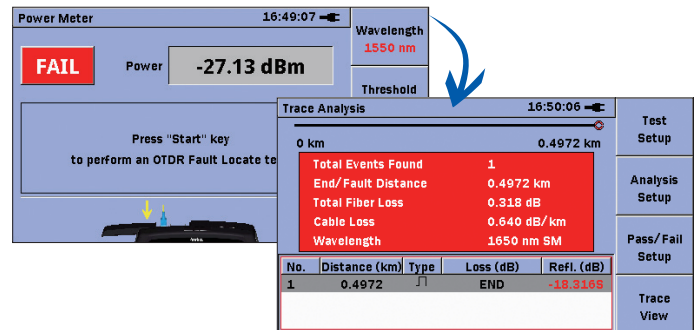 Power Meter 16:49:07
Wavelength
1550 nm
FAIL Power -27.13 dBm
Threshold
Press "Start" key
to perform an OTDR Fault Locate te
Trace Analysis 16:50:06
0 km 0.4972 km
Total Events Found 1
End/Fault Distance 0.4972 km
Total Fiber Loss 0.318 dB
Cable Loss 0.640 dB/km
Wavelength 1650 nm SM
No. Distance (km) Type Loss (dB) Refl. (dB)
1 0.4972 END -18.316S
Test
Setup
Analysis
Setup
Pass/Fail
Setup
Trace
View